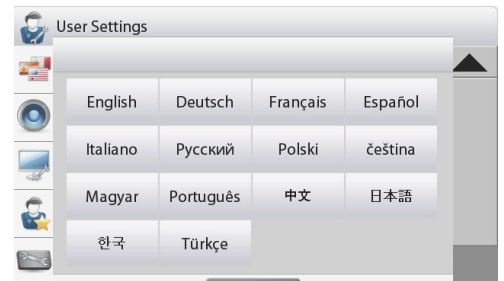 User Settings
English Deutsch Français Español
Italiano Русский Polski čeština
Magyar Português 中文 日本語
한국 Türkçe